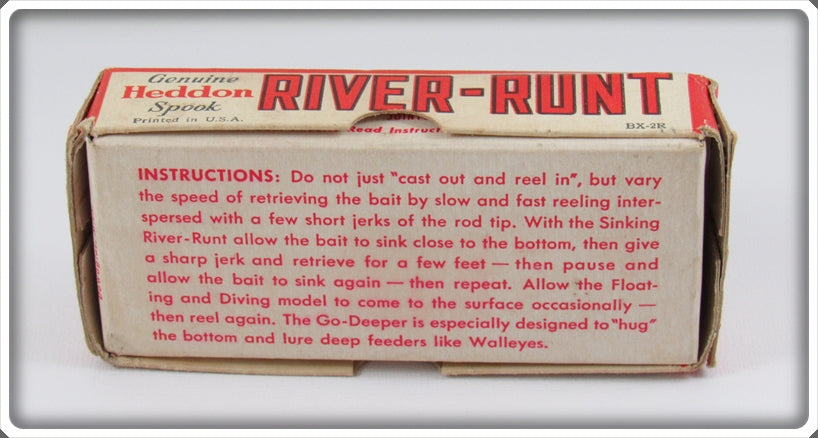 Genuine
Heddon
Spook
Printed in U.S.A.
RIVER-RUNT
Read Instruct
BX-2R
INSTRUCTIONS: Do not just "cast out and reel in", but vary
the speed of retrieving the bait by slow and fast reeling inter-
spersed with a few short jerks of the rod tip. With the Sinking
River-Runt allow the bait to sink close to the bottom, then give
a sharp jerk and retrieve for a few feet — then pause and
allow the bait to sink again — then repeat. Allow the Float-
ing and Diving model to come to the surface occasionally —
then reel again. The Go-Deeper is especially designed to "hug"
the bottom and lure deep feeders like Walleyes.